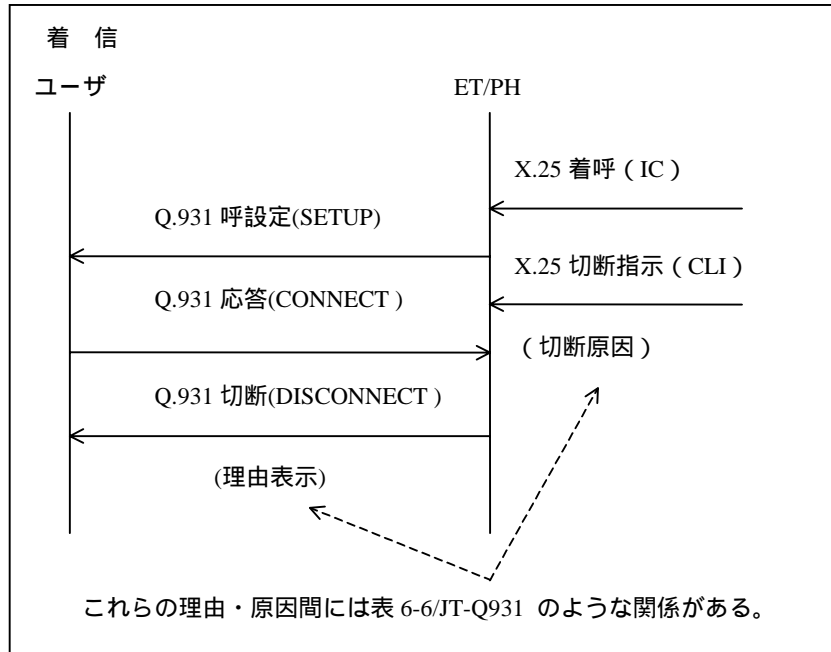 着 信
ユーザ
ET/PH
X.25 着呼 ( IC )
Q.931 呼設定(SETUP)
X.25 切断指示 ( CLI )
Q.931 応答(CONNECT )
( 切断原因 )
Q.931 切断(DISCONNECT )
(理由表示)
これらの理由・原因間には表 6-6/JT-Q931 のような関係がある。